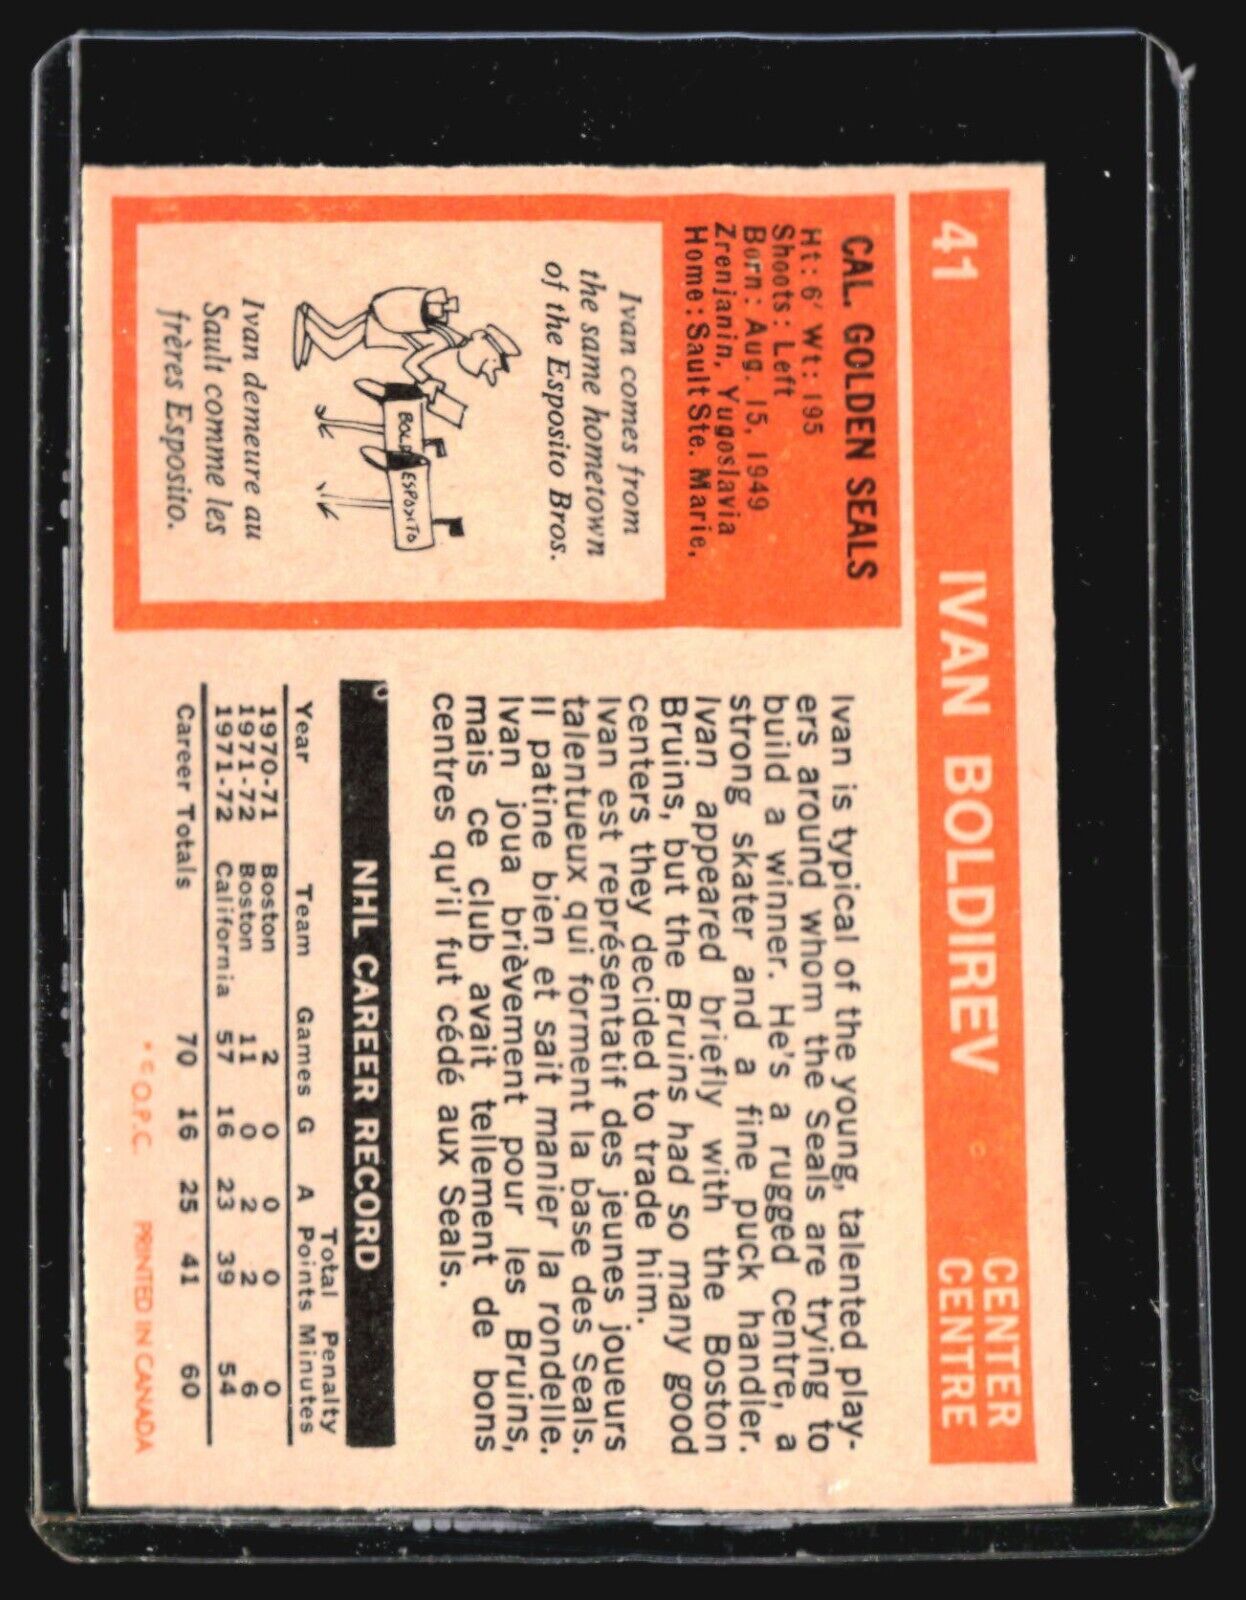 41 IVAN BOLDIREV © CENTER
CENTRE
CAL. GOLDEN SEALS
Ht: 6' Wt: 195
Shoots: Left
Born: Aug. 15, 1949
Zrenjanin, Yugoslavia
Home: Sault Ste. Marie,
Ivan comes from
the same hometown
of the Esposito Bros.
BOLD
ESPOSITO
Ivan demeure au
Sault comme les
frères Esposito.
Ivan is typical of the young, talented play-
ers around whom the Seals are trying to
build a winner. He's a rugged centre, a
strong skater and a fine puck handler.
Ivan appeared briefly with the Boston
Bruins, but the Bruins had so many good
centers they decided to trade him.
Ivan est représentatif des jeunes joueurs
talentueux qui forment la base des Seals.
Il patine bien et sait manier la rondelle.
Ivan joua brièvement pour les Bruins,
mais ce club avait tellement de bons
centres qu'il fut cédé aux Seals.
NHL CAREER RECORD
Total Penalty
Year Team Games G A Points Minutes
1970-71 Boston 2 0 0 0 0
1971-72 Boston 11 0 2 2 6
1971-72 California 57 16 23 39 54
Career Totals 70 16 25 41 60
* © O.P.C. PRINTED IN CANADA